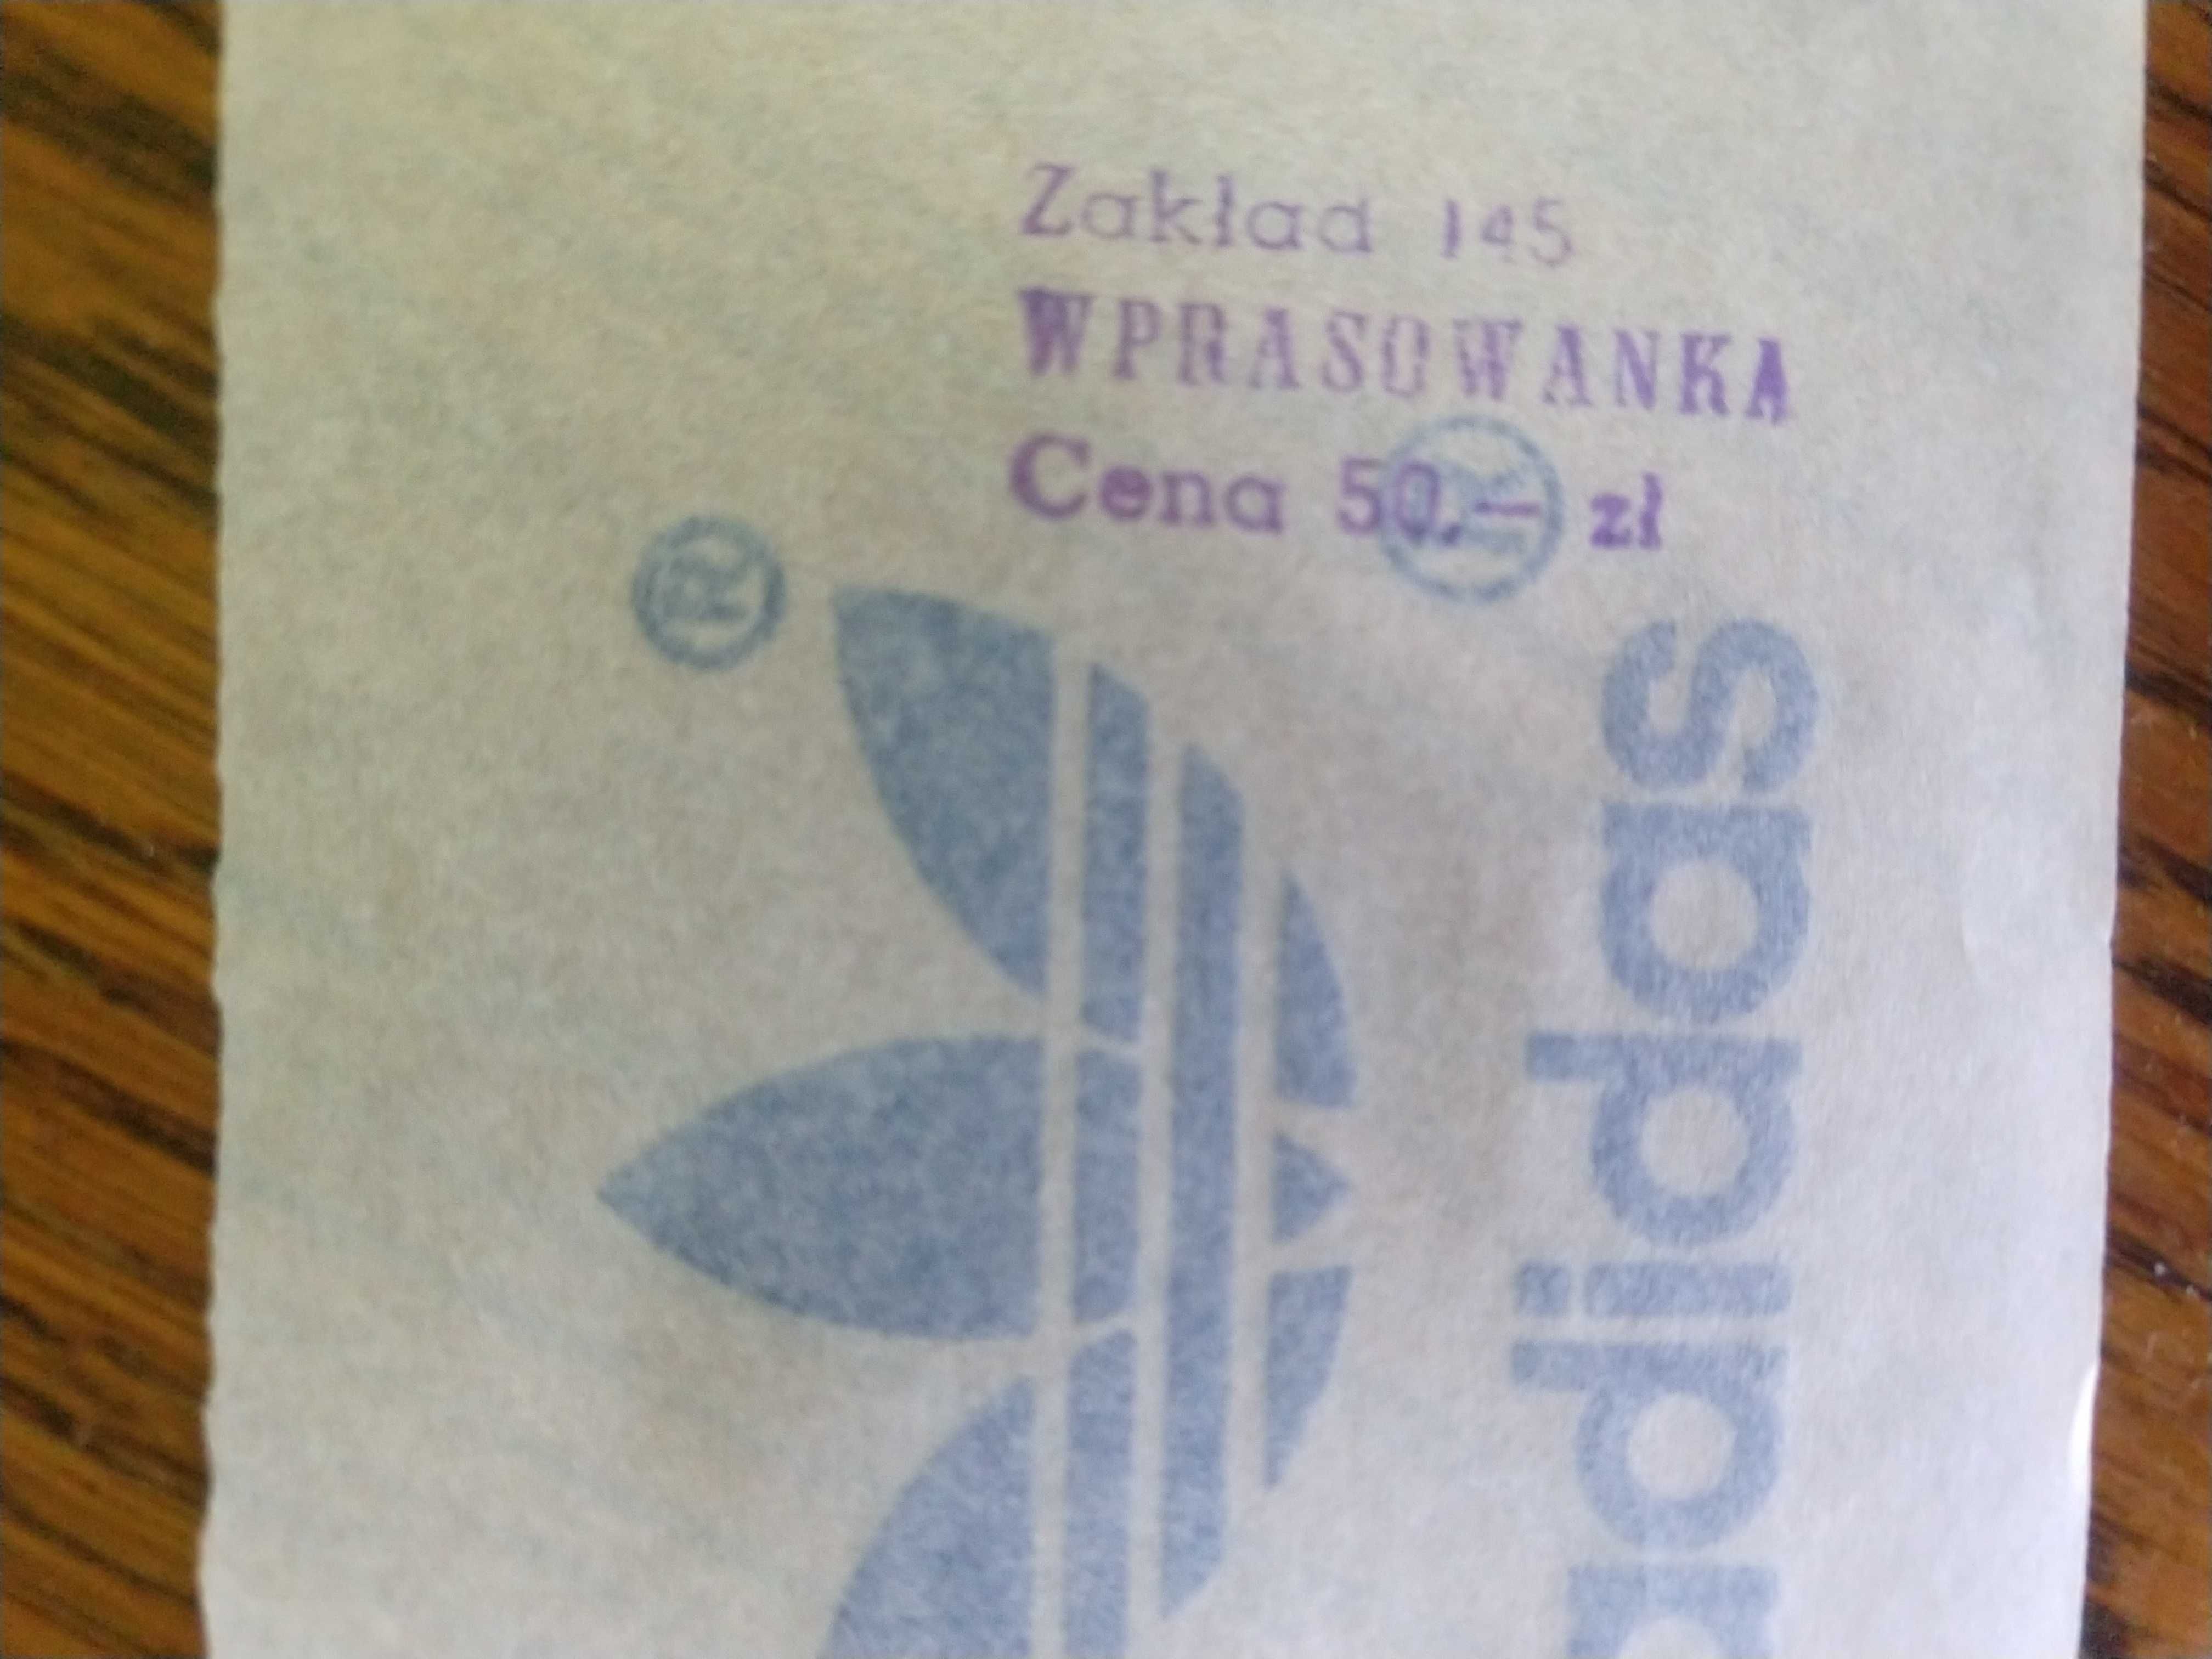 Zakład 145
WPRASOWANKA
Cena 50.— zł
®
®
adidas